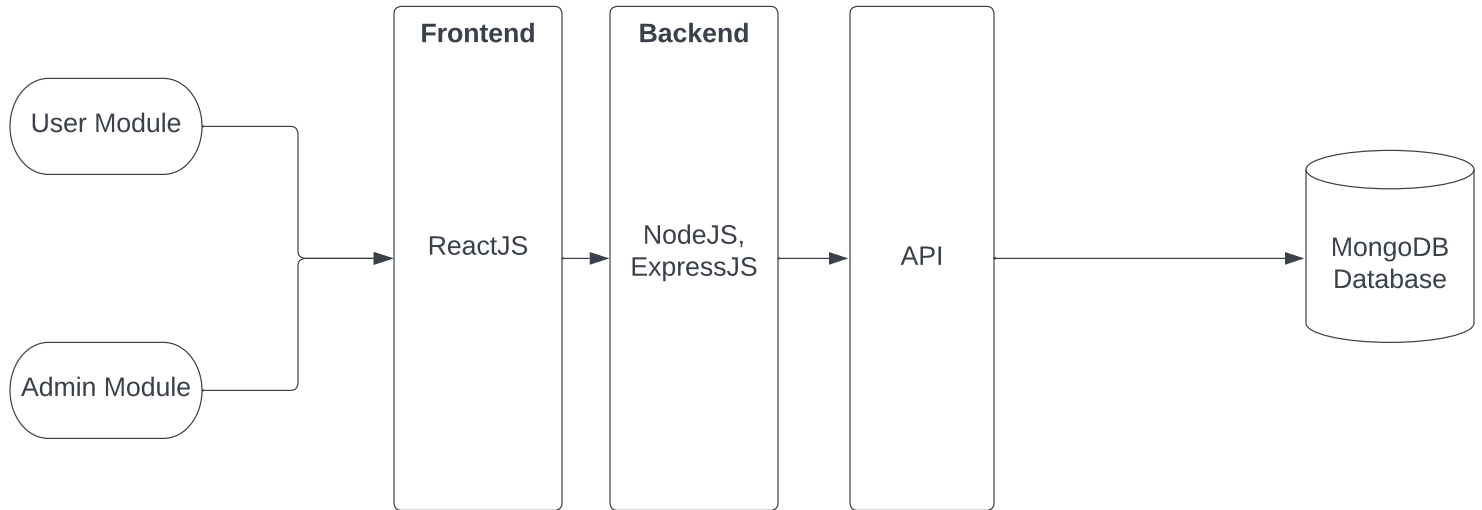 User Module
Admin Module
Frontend
ReactJS
Backend
NodeJS,
ExpressJS
API
MongoDB
Database